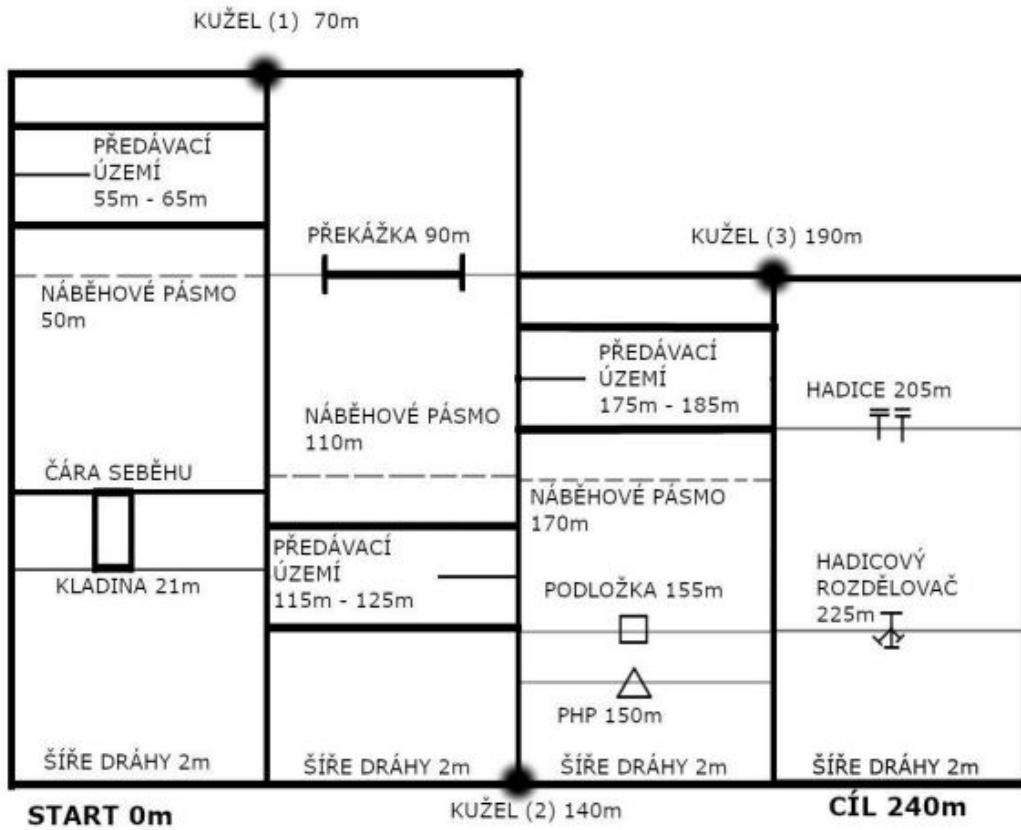 KUŽEL (1) 70m
PŘEDÁVACÍ
ÚZEMÍ
55m - 65m
NÁBĚHOVÉ PÁSMO
50m
ČÁRA SEBĚHU
KLADINA 21m
ŠÍŘE DRÁHY 2m
START 0m
PŘEKÁŽKA 90m
NÁBĚHOVÉ PÁSMO
110m
PŘEDÁVACÍ
ÚZEMÍ
115m - 125m
ŠÍŘE DRÁHY 2m
KUŽEL (2) 140m
KUŽEL (3) 190m
PŘEDÁVACÍ
ÚZEMÍ
175m - 185m
NÁBĚHOVÉ PÁSMO
170m
PODLOŽKA 155m
PHP 150m
ŠÍŘE DRÁHY 2m
HADICE 205m
HADICOVÝ
ROZDĚLOVAČ
225m
ŠÍŘE DRÁHY 2m
CÍL 240m